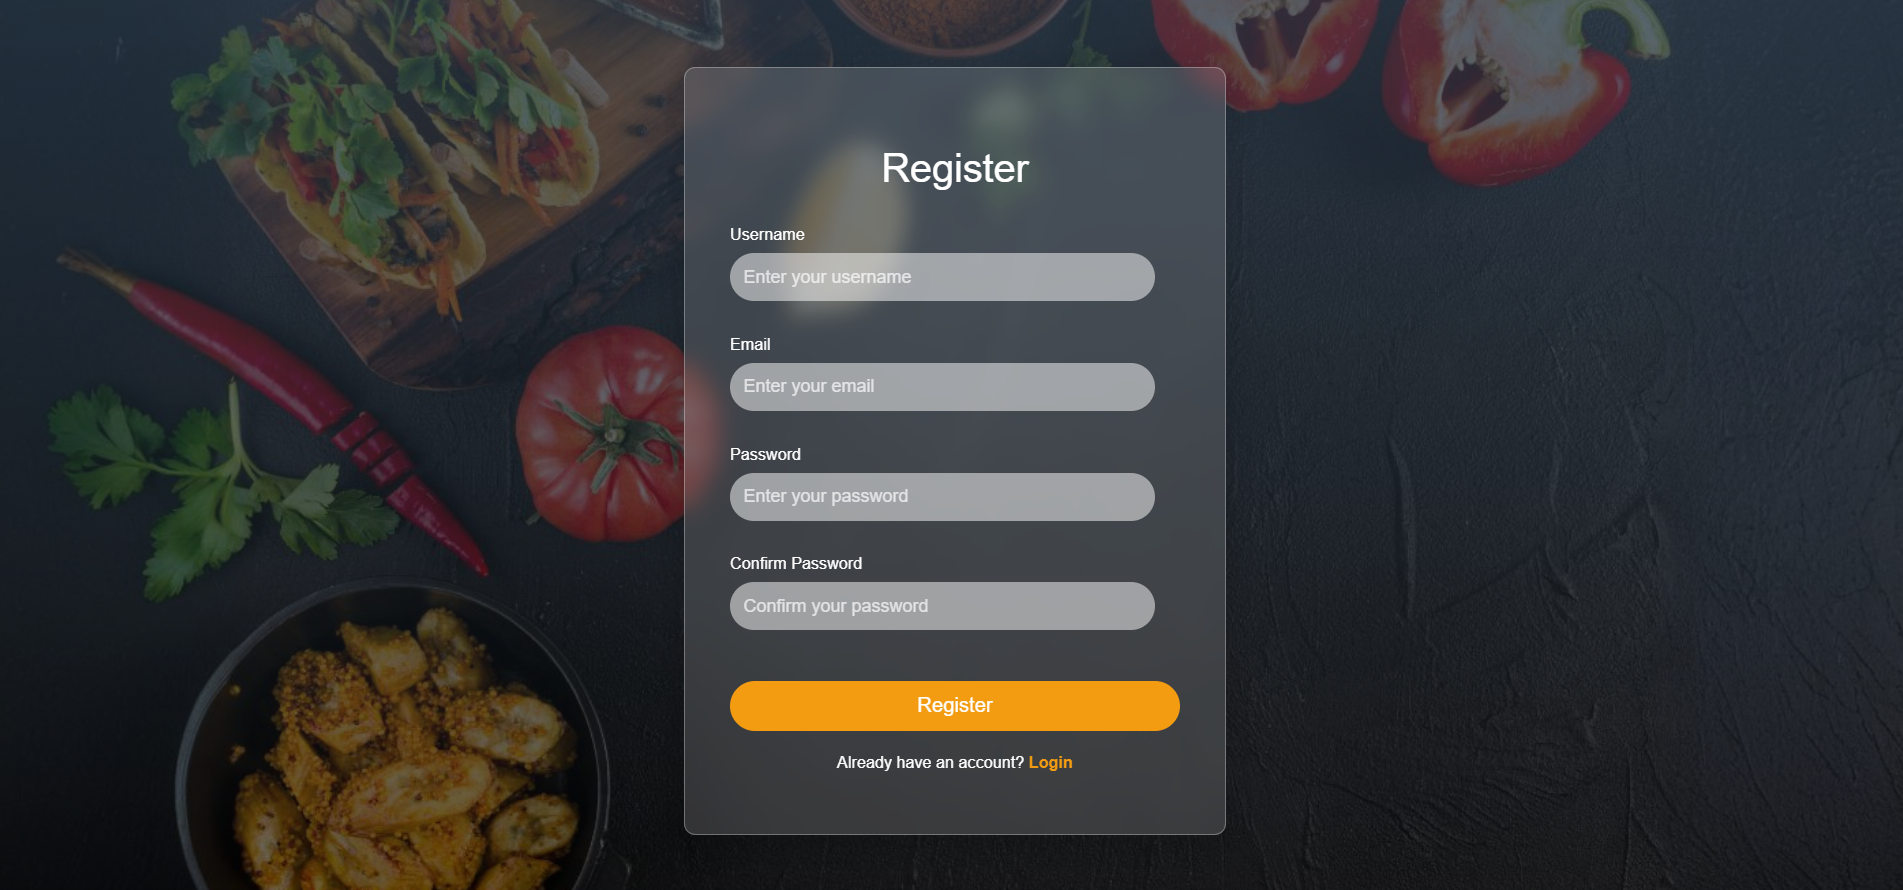 Register
Username
Enter your username
Email
Enter your email
Password
Enter your password
Confirm Password
Confirm your password
Register
Already have an account? Login